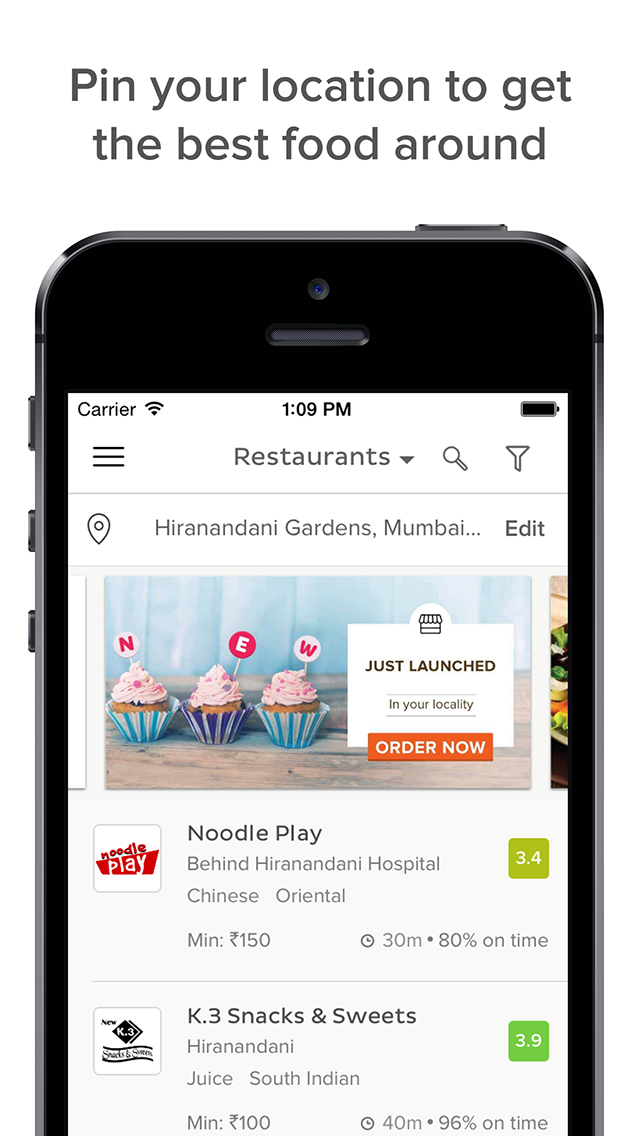 Pin your location to get
the best food around
Carrier 1:09 PM
Restaurants
Hiranandani Gardens, Mumbai... Edit
N E W
JUST LAUNCHED
In your locality
ORDER NOW
noodle
play
Noodle Play
3.4
Behind Hiranandani Hospital
Chinese Oriental
Min: ₹150 30m • 80% on time
New
K.3
Snacks & Sweets
K.3 Snacks & Sweets
3.9
Hiranandani
Juice South Indian
Min: ₹100 40m • 96% on time